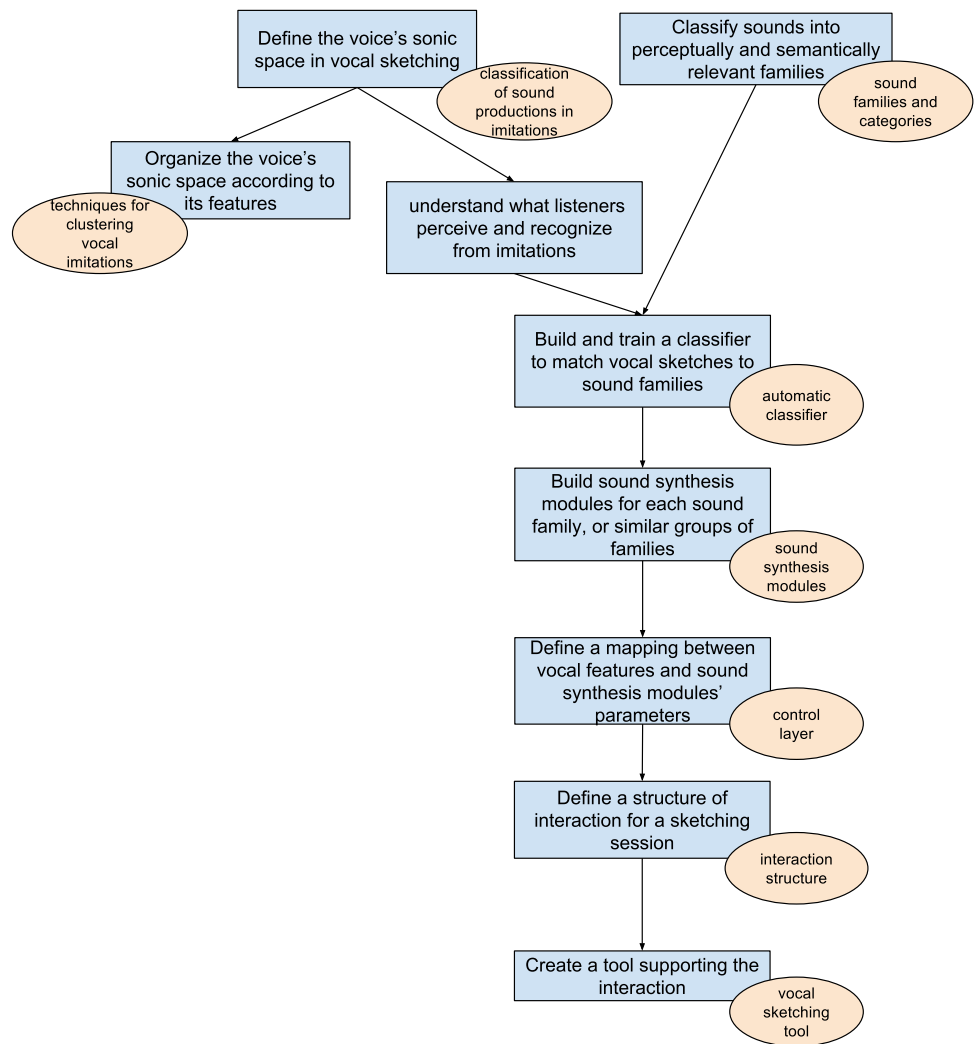 Define the voice's sonic
space in vocal sketching
classification
of sound
productions in
imitations
Classify sounds into
perceptually and semantically
relevant families
sound
families and
categories
Organize the voice's
sonic space according to
its features
techniques for
clustering
vocal
imitations
understand what listeners
perceive and recognize
from imitations
Build and train a classifier
to match vocal sketches to
sound families
automatic
classifier
Build sound synthesis
modules for each sound
family, or similar groups of
families
sound
synthesis
modules
Define a mapping between
vocal features and sound
synthesis modules'
parameters
control
layer
Define a structure of
interaction for a sketching
session
interaction
structure
Create a tool supporting the
interaction
vocal
sketching
tool